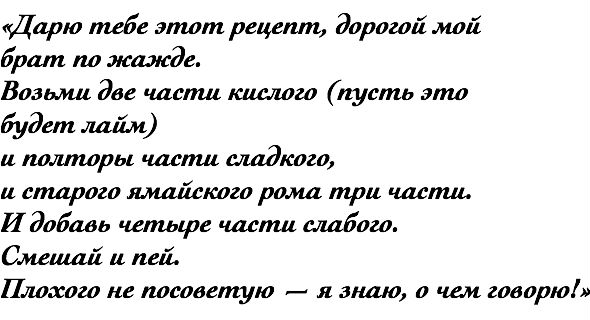 «Дарю тебе этот рецепт, дорогой мой
брат по жажде.
Возьми две части кислого (пусть это
будет лайм)
и полторы части сладкого,
и старого ямайского рома три части.
И добавь четыре части слабого.
Смешай и пей.
Плохого не посоветую — я знаю, о чем говорю!»